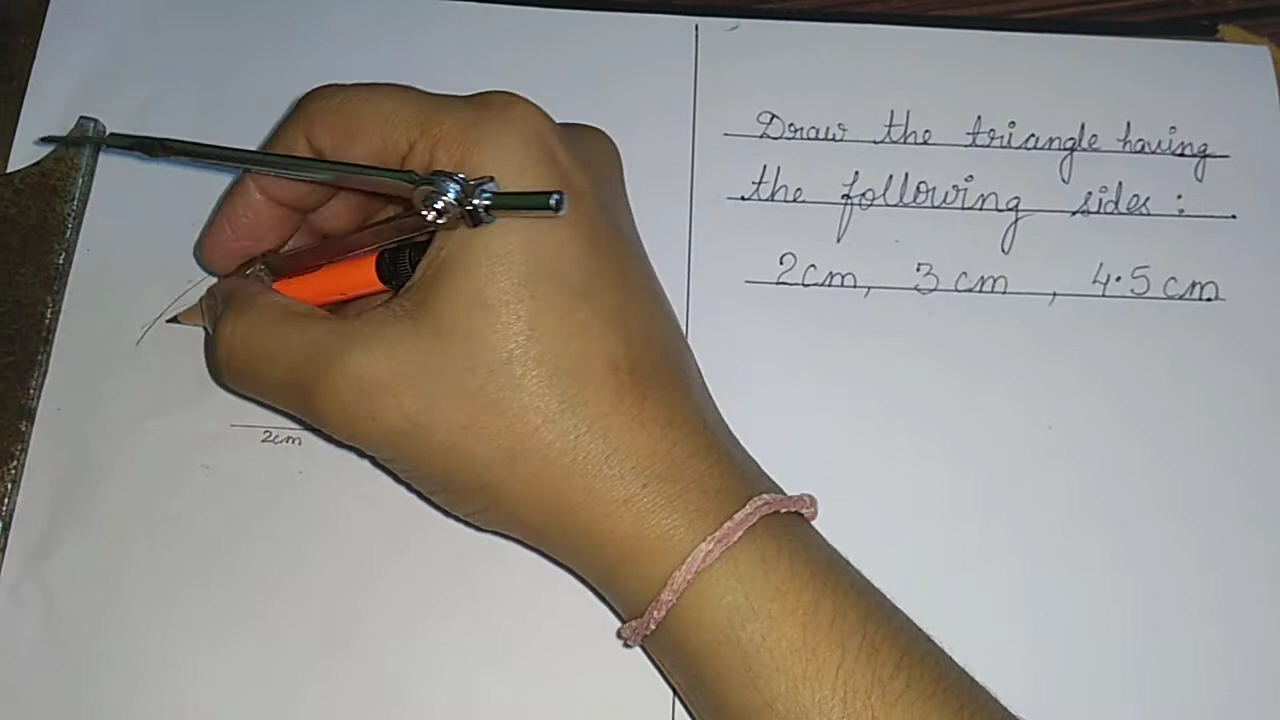 Draw the triangle having
the following sides :
2cm, 3 cm , 4.5 cm
2cm